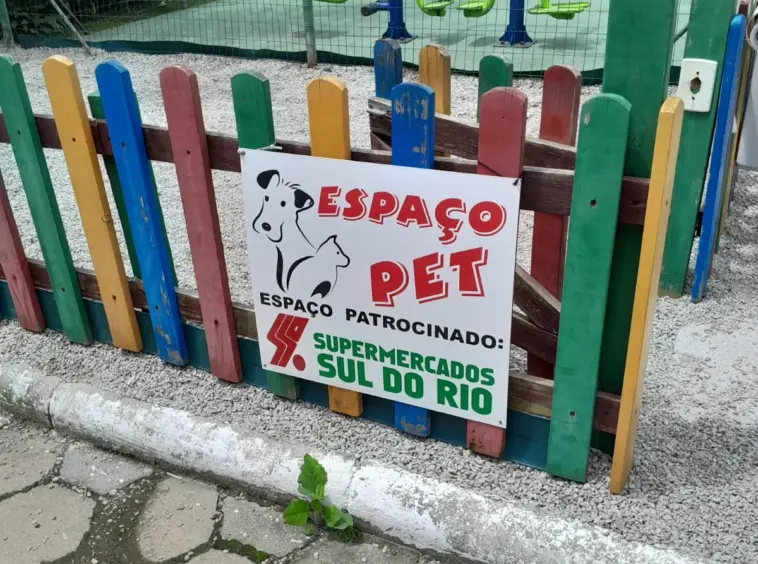 ESPAÇO
PET
ESPAÇO PATROCINADO:
SUPERMERCADOS
SUL DO RIO